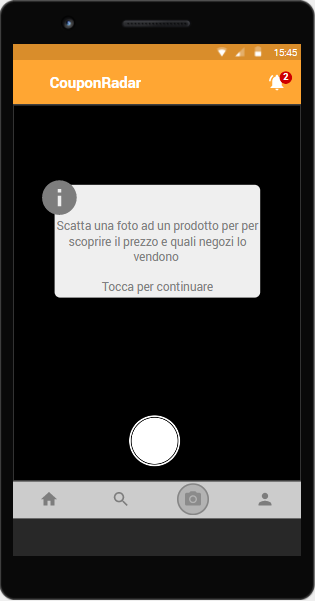 15:45
CouponRadar
2
i
Scatta una foto ad un prodotto per per
scoprire il prezzo e quali negozi lo
vendono
Tocca per continuare